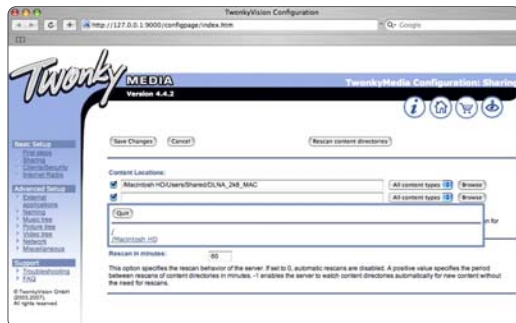 TwonkyVision Configuration
http://127.0.0.1:9000/configpage/index.htm
Google
Twonky
MEDIA
Version 4.4.2
TwonkyMedia Configuration: Sharing
Basic Setup
First steps
Sharing
Clients/Security
Internet Radio
Advanced Setup
External applications
Naming
Music tree
Picture tree
Video tree
Network
Miscellaneous
Support
Troubleshooting
FAQ
© TwonkyVision GmbH
(2003,2007),
All rights reserved.
Save Changes
Cancel
Rescan content directories
Content Locations:
/Macintosh HD/Users/Shared/DLNA_2k8_MAC
All content types
Browse
All content types
Browse
Quit
/
/Macintosh HD
n for
Rescan in minutes:
60
This option specifies the rescan behavior of the server. If set to 0, automatic rescans are disabled. A positive value specifies the period
between rescans of content directories in minutes. -1 enables the server to watch content directories automatically for new content without
the need for rescans.